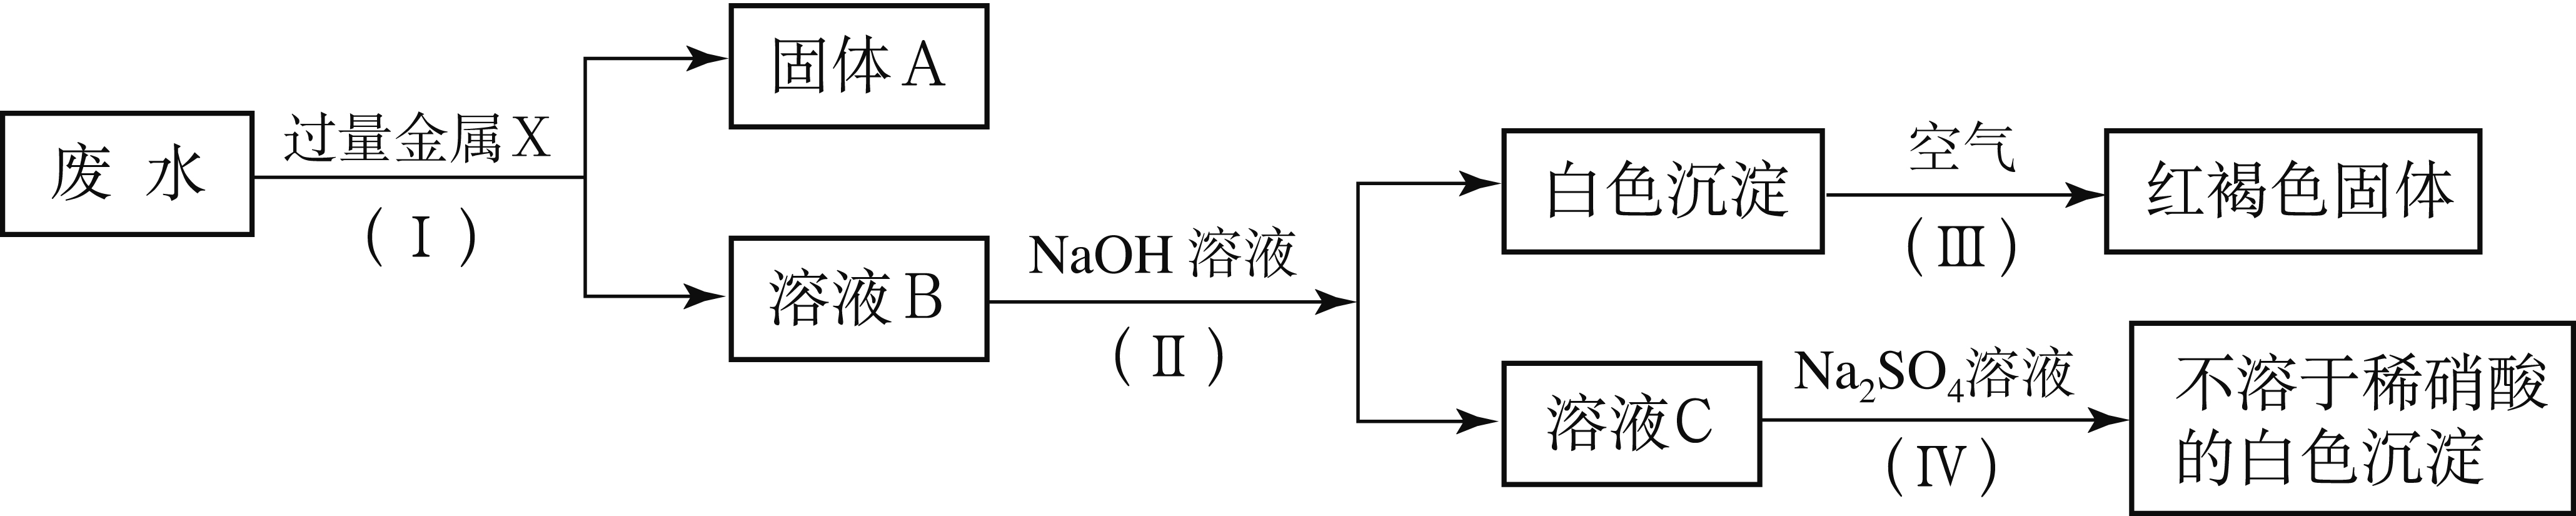 废 水
过量金属X
(Ⅰ)
固体A
溶液B
NaOH 溶液
(Ⅱ)
白色沉淀
空气
(Ⅲ)
红褐色固体
溶液C
Na₂SO₄溶液
(Ⅳ)
不溶于稀硝酸
的白色沉淀